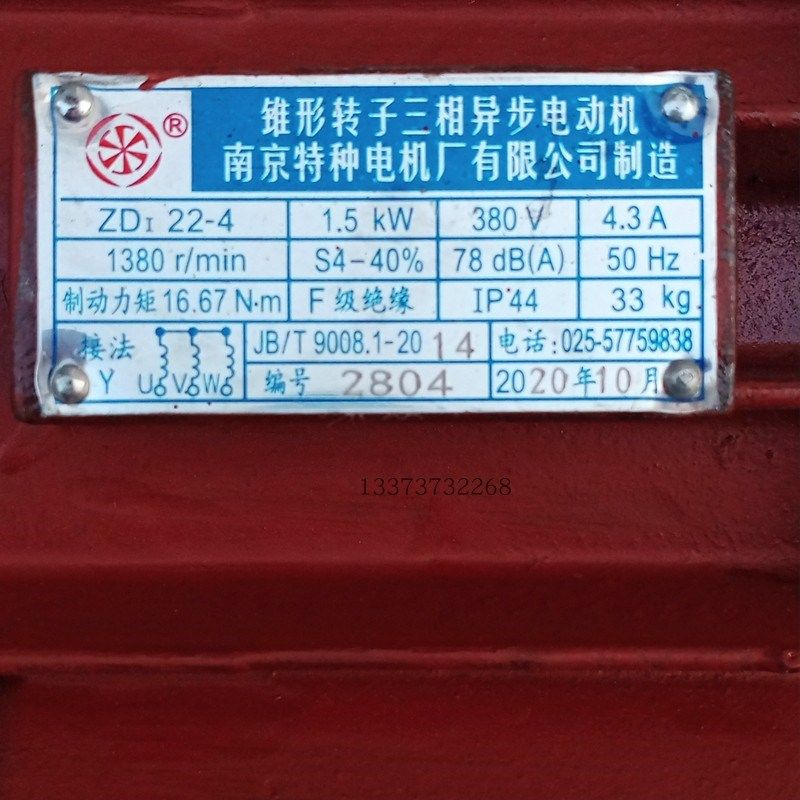 ®
锥形转子三相异步电动机
南京特种电机厂有限公司制造
ZDI 22-4 1.5 kW 380 V 4.3 A
1380 r/min S4-40% 78 dB(A) 50 Hz
制动力矩 16.67 N·m F 级绝缘 IP 44 33 kg
接法 JB/T 9008.1-2014 电话:025-57759838
Y U V W 编号 2804 2020年10月
13373732268